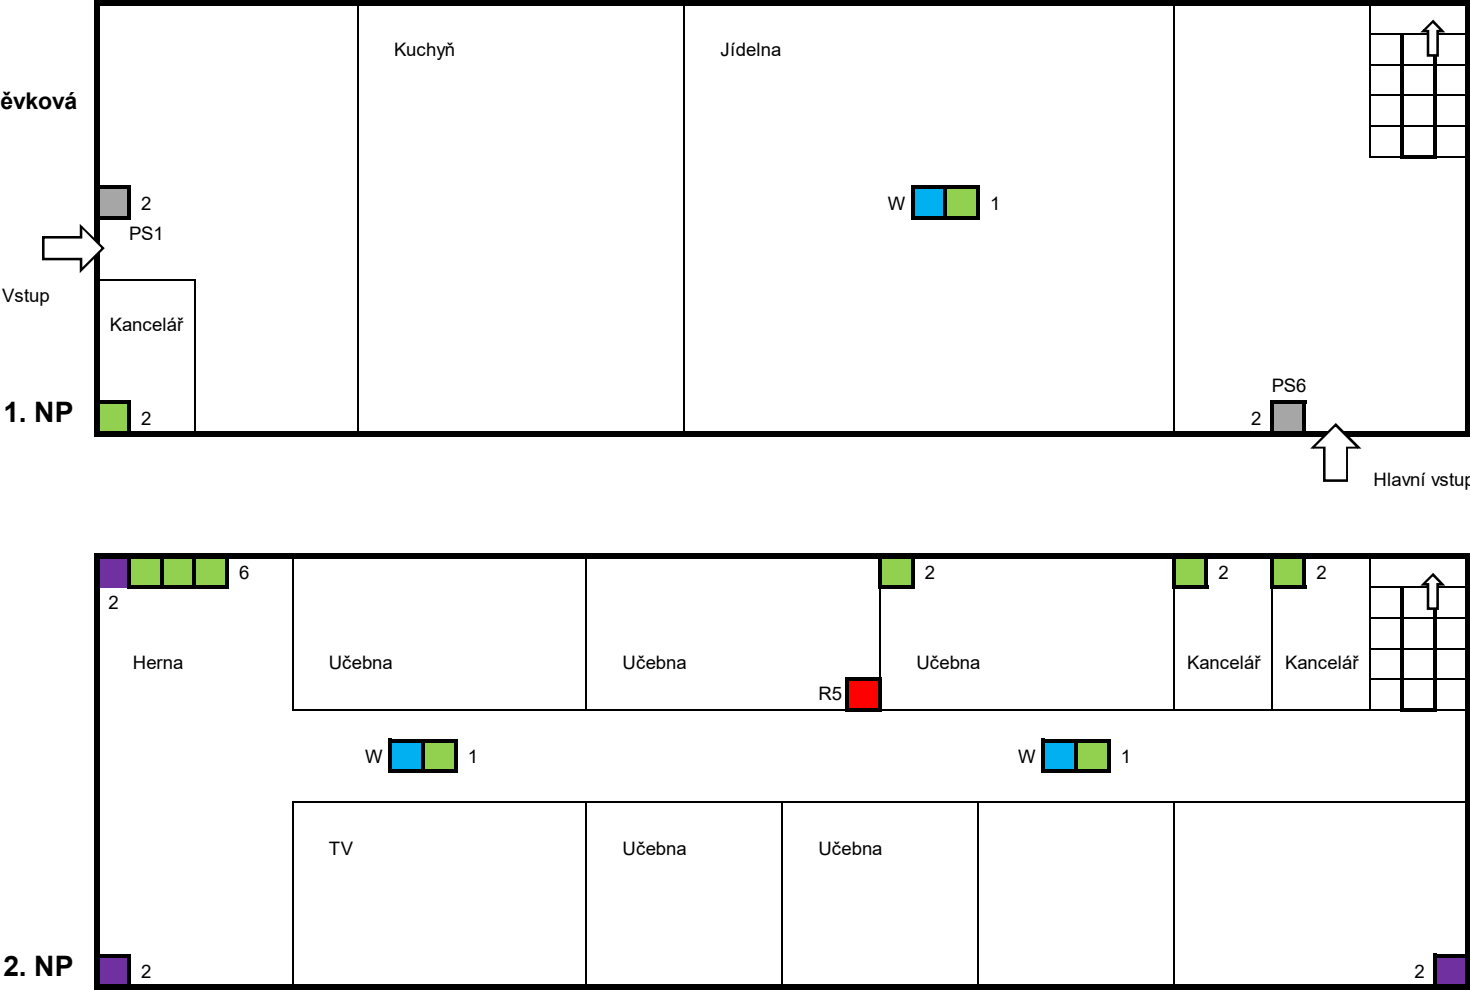 Kuchyň
Jídelna
ěvková
2
PS1
W
1
Vstup
Kancelář
PS6
1. NP
2
2
Hlavní vstup
6
2
2
2
2
Herna
Učebna
Učebna
Učebna
Kancelář
Kancelář
R5
W
1
W
1
TV
Učebna
Učebna
2. NP
2
2